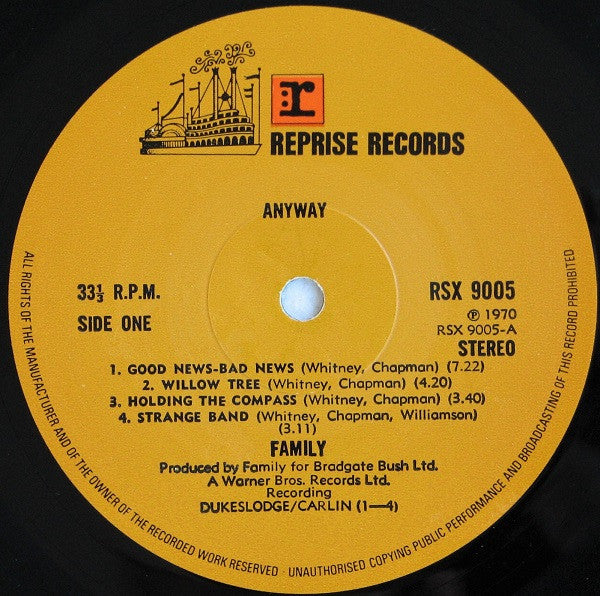 r:
REPRISE RECORDS
ANYWAY
33⅓ R.P.M.
SIDE ONE
RSX 9005
℗ 1970
RSX 9005-A
STEREO
1. GOOD NEWS-BAD NEWS (Whitney, Chapman) (7.22)
2. WILLOW TREE (Whitney, Chapman) (4.20)
3. HOLDING THE COMPASS (Whitney, Chapman) (3.40)
4. STRANGE BAND (Whitney, Chapman, Williamson)
(3.11)
FAMILY
Produced by Family for Bradgate Bush Ltd.
A Warner Bros. Records Ltd.
Recording
DUKESLODGE/CARLIN (1—4)
ALL RIGHTS OF THE MANUFACTURER AND OF THE OWNER OF THE RECORDED WORK RESERVED · UNAUTHORISED COPYING PUBLIC PERFORMANCE AND BROADCASTING OF THIS RECORD PROHIBITED